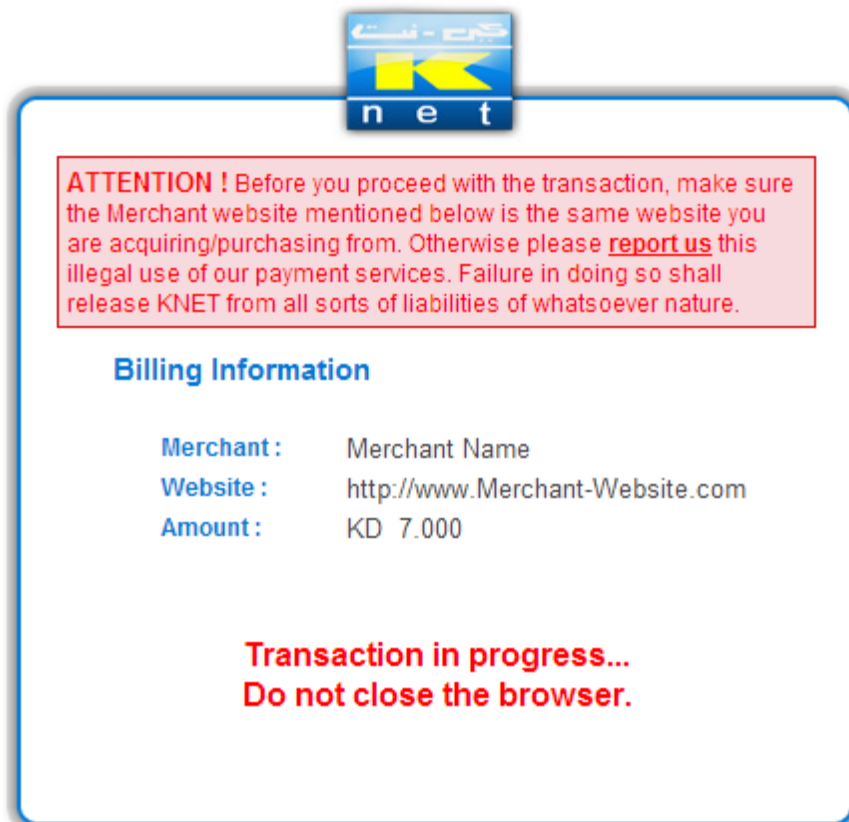 كي - نت
K
net
ATTENTION ! Before you proceed with the transaction, make sure
the Merchant website mentioned below is the same website you
are acquiring/purchasing from. Otherwise please report us this
illegal use of our payment services. Failure in doing so shall
release KNET from all sorts of liabilities of whatsoever nature.
Billing Information
Merchant : Merchant Name
Website : http://www.Merchant-Website.com
Amount : KD 7.000
Transaction in progress...
Do not close the browser.